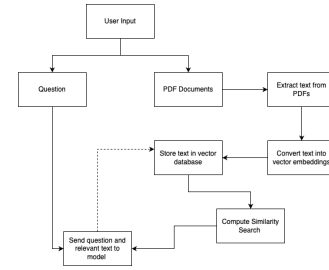 User Input
Question
PDF Documents
Extract text from
PDFs
Store text in vector
database
Convert text into
vector embeddings
Compute Similarity
Search
Send question and
relevant text to
model